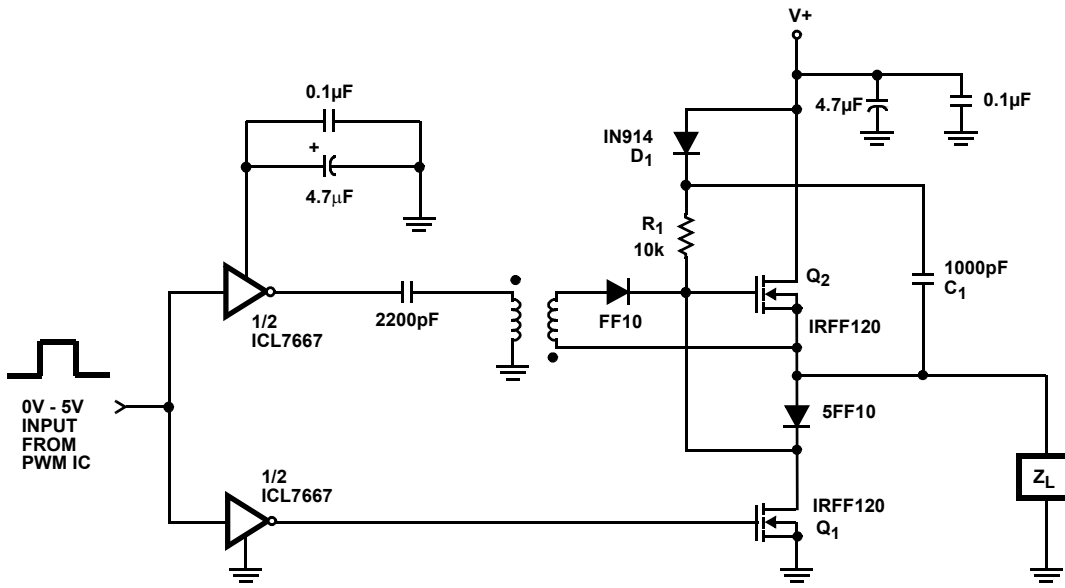 V+
0.1µF
+
4.7µF
IN914
D1
4.7µF
0.1µF
R1
10k
1000pF
C1
Q2
IRFF120
1/2
ICL7667
2200pF
FF10
0V - 5V
INPUT
FROM
PWM IC
5FF10
1/2
ICL7667
IRFF120
Q1
ZL